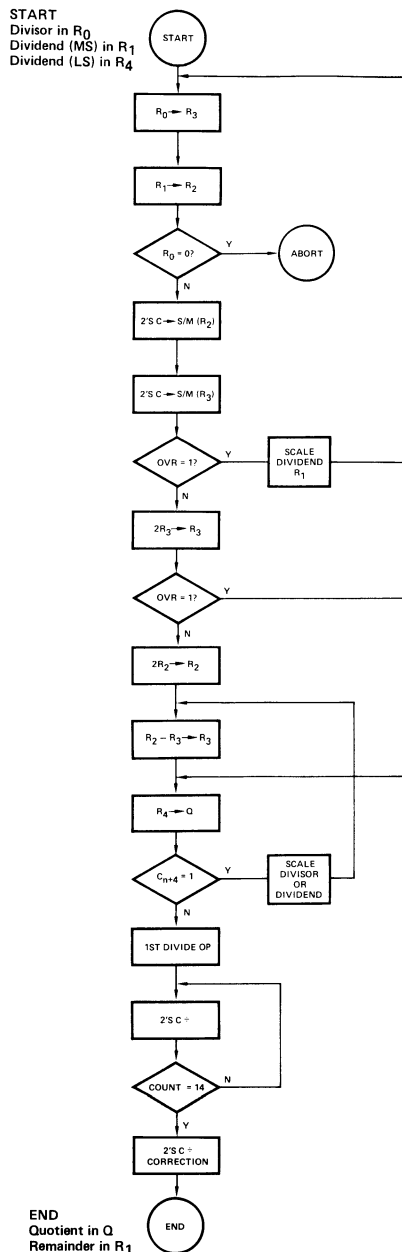 START
Divisor in R0
Dividend (MS) in R1
Dividend (LS) in R4
START
R0 → R3
R1 → R2
R0 = 0?
Y
ABORT
N
2'S C → S/M (R2)
2'S C → S/M (R3)
OVR = 1?
Y
SCALE
DIVIDEND
R1
N
2R3 → R3
OVR = 1?
Y
N
2R2 → R2
R2 – R3 → R3
R4 → Q
Cn+4 = 1
Y
SCALE
DIVISOR
OR
DIVIDEND
N
1ST DIVIDE OP
2'S C ÷
COUNT = 14
N
Y
2'S C ÷
CORRECTION
END
END
Quotient in Q
Remainder in R1